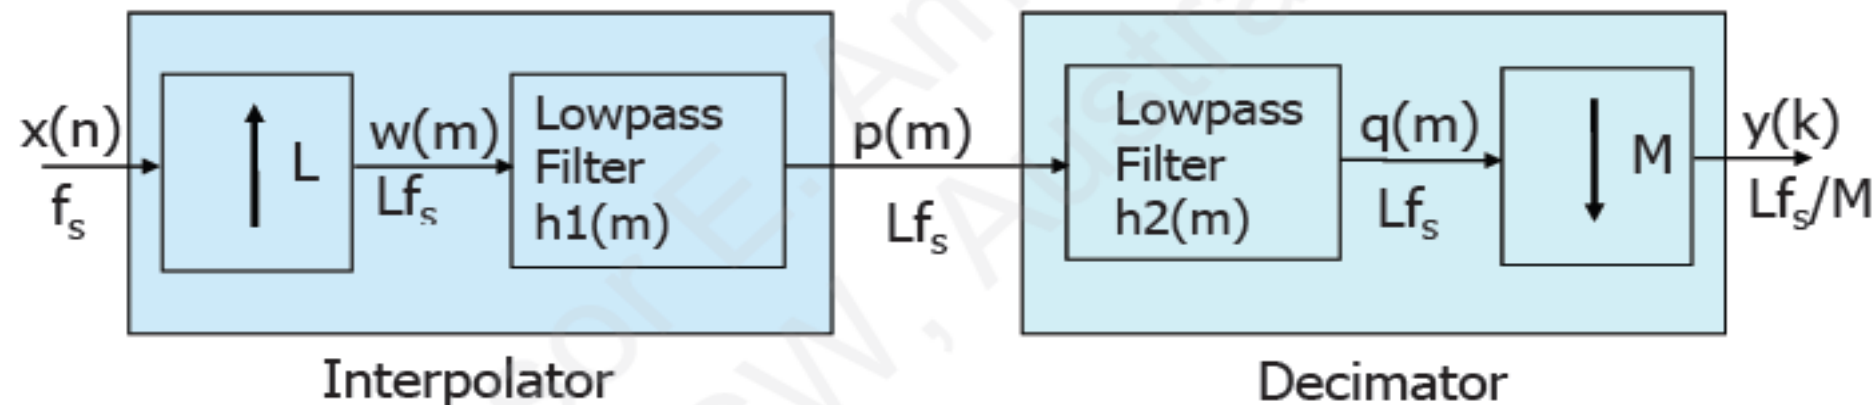 x(n)
fs
L
w(m)
Lfs
Lowpass
Filter
h1(m)
p(m)
Lfs
Lowpass
Filter
h2(m)
q(m)
Lfs
M
y(k)
Lfs/M
Interpolator
Decimator